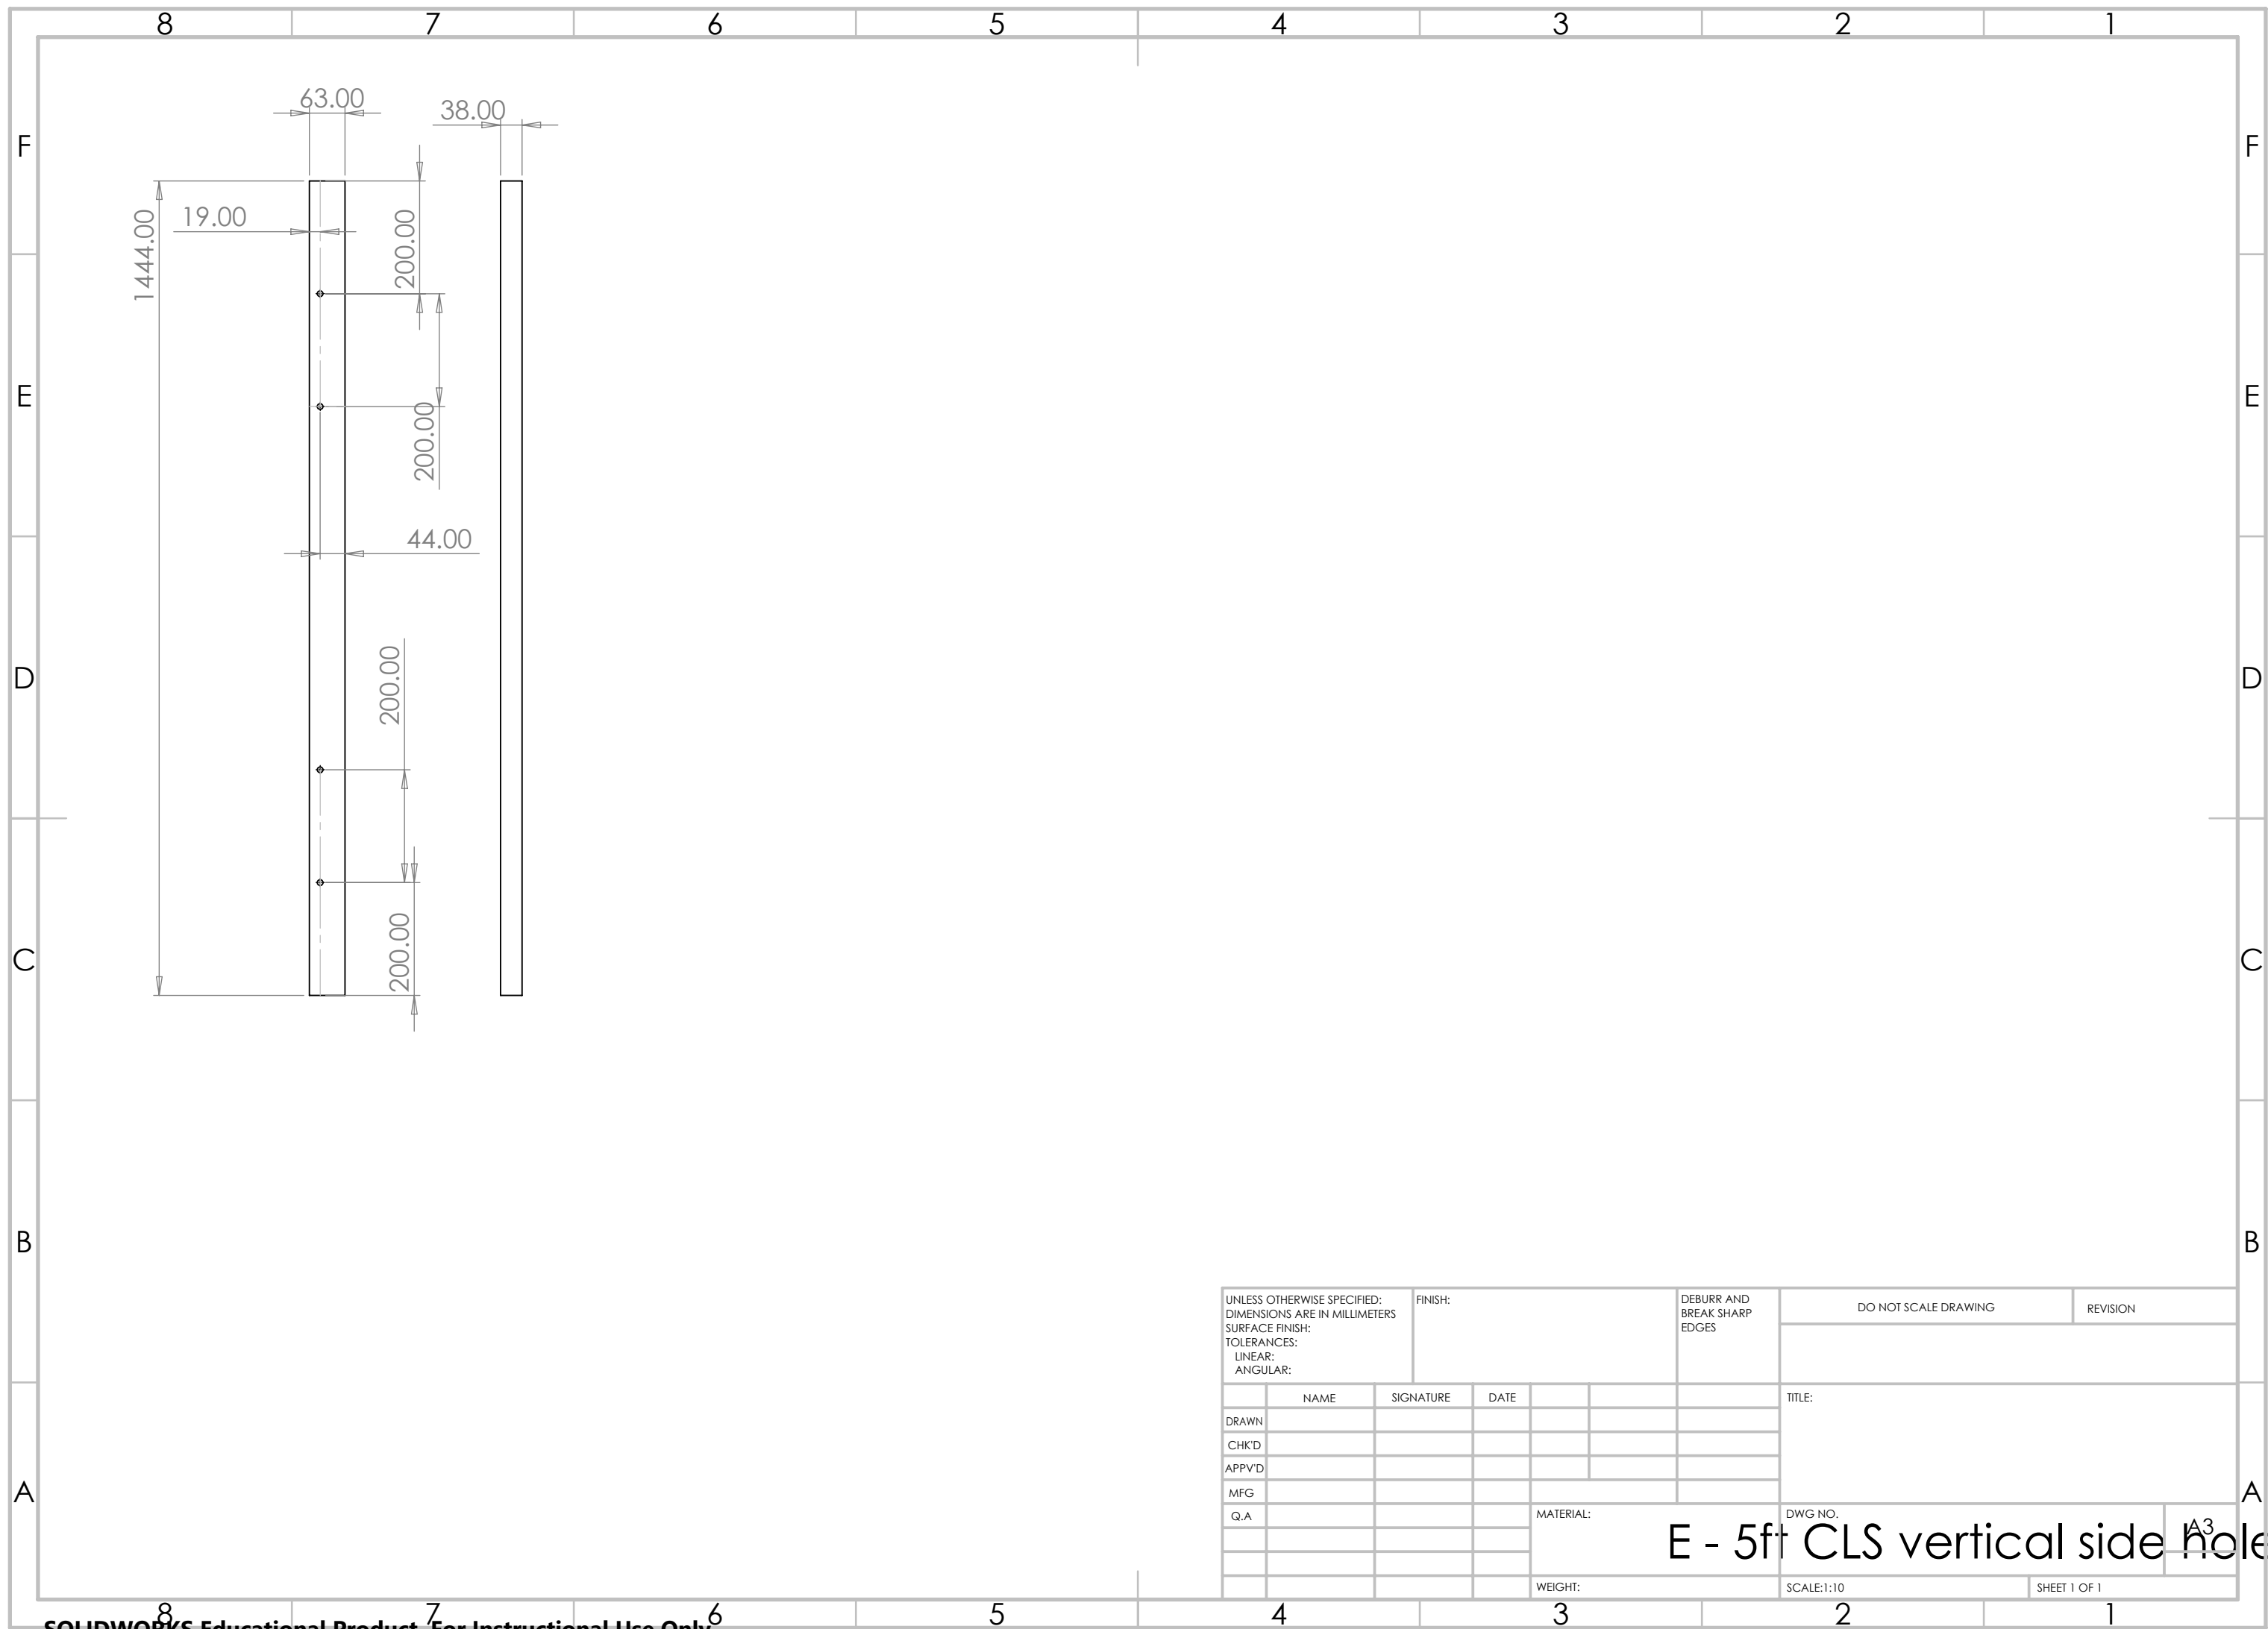 8 7 6 5 4 3 2 1
63.00
38.00
F F
19.00
1444.00
200.00
E E
200.00
44.00
D D
200.00
C C
200.00
B B
UNLESS OTHERWISE SPECIFIED:
DIMENSIONS ARE IN MILLIMETERS
SURFACE FINISH:
TOLERANCES:
LINEAR:
ANGULAR:
FINISH:
DEBURR AND
BREAK SHARP
EDGES
DO NOT SCALE DRAWING
REVISION
NAME SIGNATURE DATE
TITLE:
DRAWN
CHK'D
APPV'D
MFG
Q.A
A A
MATERIAL:
DWG NO.
A3
E - 5ft CLS vertical side hole
WEIGHT:
SCALE:1:10
SHEET 1 OF 1
8 7 6 5 4 3 2 1
SOLIDWORKS Educational Product. For Instructional Use Only.